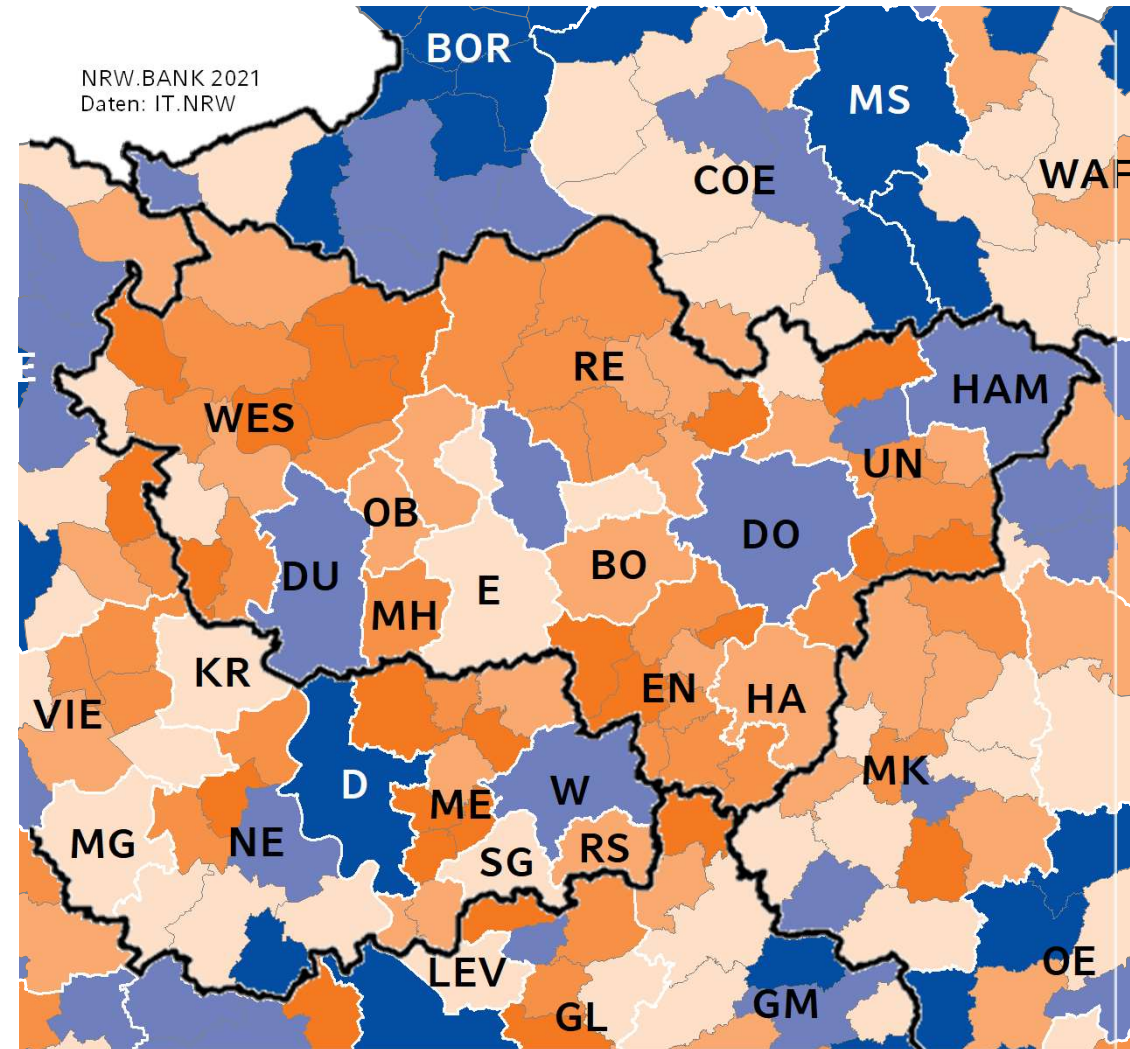 BOR
NRW.BANK 2021
Daten: IT.NRW
MS
COE
WAF
RE
E
HAM
WES
UN
OB
DO
BO
DU
E
MH
KR
EN
HA
VIE
MK
D
W
ME
MG
NE
SG
RS
OE
LEV
GM
GL